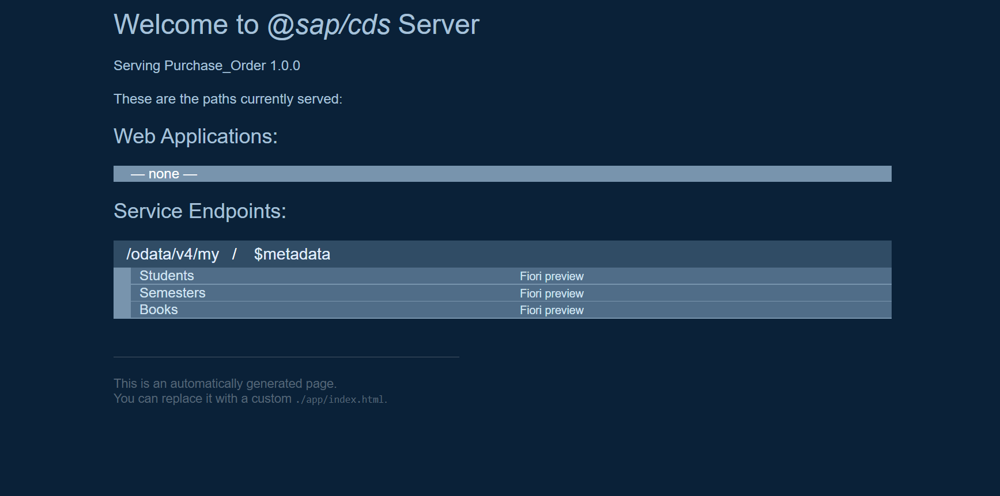 Welcome to @sap/cds Server
Serving Purchase_Order 1.0.0
These are the paths currently served:
Web Applications:
— none —
Service Endpoints:
/odata/v4/my / $metadata
Students Fiori preview
Semesters Fiori preview
Books Fiori preview
This is an automatically generated page.
You can replace it with a custom ./app/index.html.